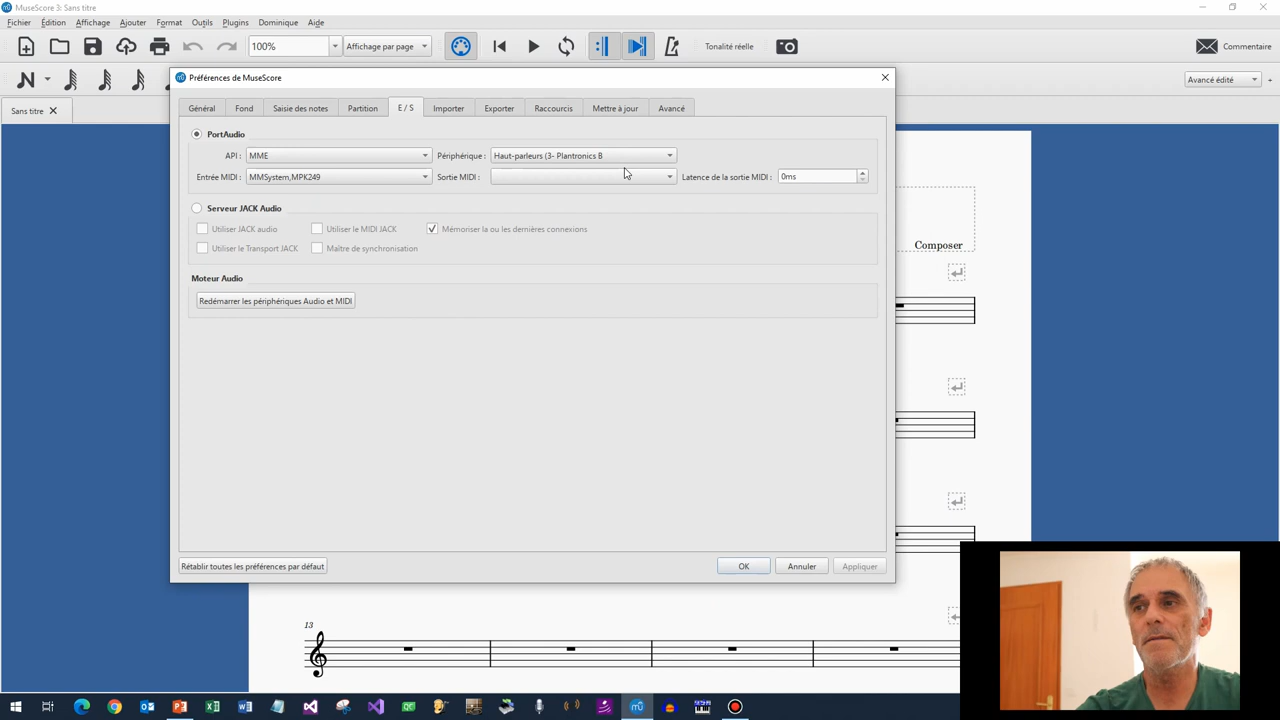 MuseScore 3: Sans titre
Fichier Édition Affichage Ajouter Format Outils Plugins Dominique Aide
100% Affichage par page Tonalité réelle Commentaire
N Avancé édité
Sans titre
Préférences de MuseScore
Général Fond Saisie des notes Partition E / S Importer Exporter Raccourcis Mettre à jour Avancé
PortAudio
API : MME Périphérique : Haut-parleurs (3- Plantronics B
Entrée MIDI : MMSystem,MPK249 Sortie MIDI : Latence de la sortie MIDI : 0ms
Serveur JACK Audio
Utiliser JACK audio Utiliser le MIDI JACK Mémoriser la ou les dernières connexions
Utiliser le Transport JACK Maître de synchronisation
Composer
Moteur Audio
Redémarrer les périphériques Audio et MIDI
Rétablir toutes les préférences par défaut OK Annuler Appliquer
13